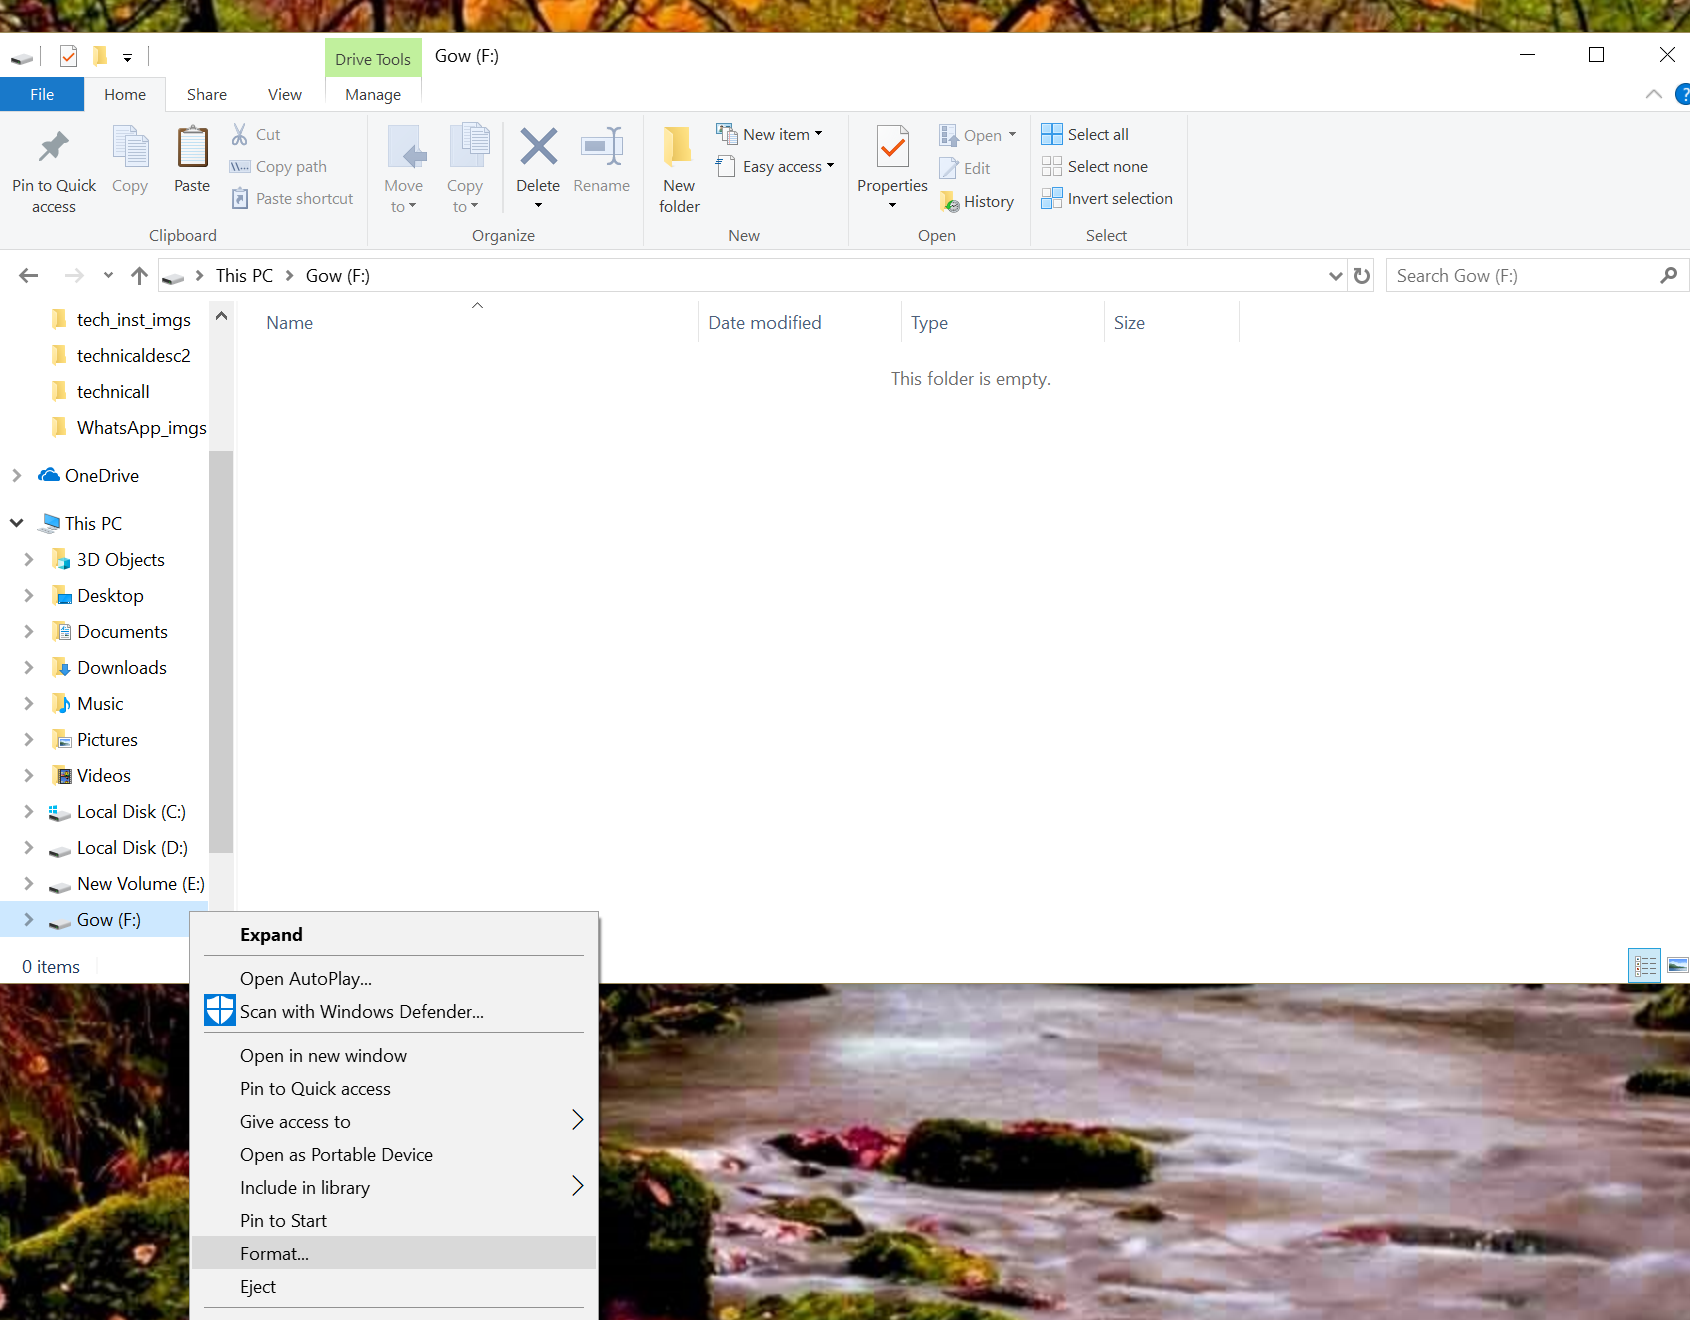 Drive Tools
Gow (F:)
File
Home
Share
View
Manage
?
Pin to Quick access
Copy
Paste
Cut
Copy path
Paste shortcut
Clipboard
Move to
Copy to
Delete
Rename
Organize
New folder
New item
Easy access
New
Properties
Open
Edit
History
Open
Select all
Select none
Invert selection
Select
This PC
Gow (F:)
Search Gow (F:)
Name
Date modified
Type
Size
This folder is empty.
tech_inst_imgs
technicaldesc2
technicall
WhatsApp_imgs
OneDrive
This PC
3D Objects
Desktop
Documents
Downloads
Music
Pictures
Videos
Local Disk (C:)
Local Disk (D:)
New Volume (E:)
Gow (F:)
0 items
Expand
Open AutoPlay...
Scan with Windows Defender...
Open in new window
Pin to Quick access
Give access to
Open as Portable Device
Include in library
Pin to Start
Format...
Eject